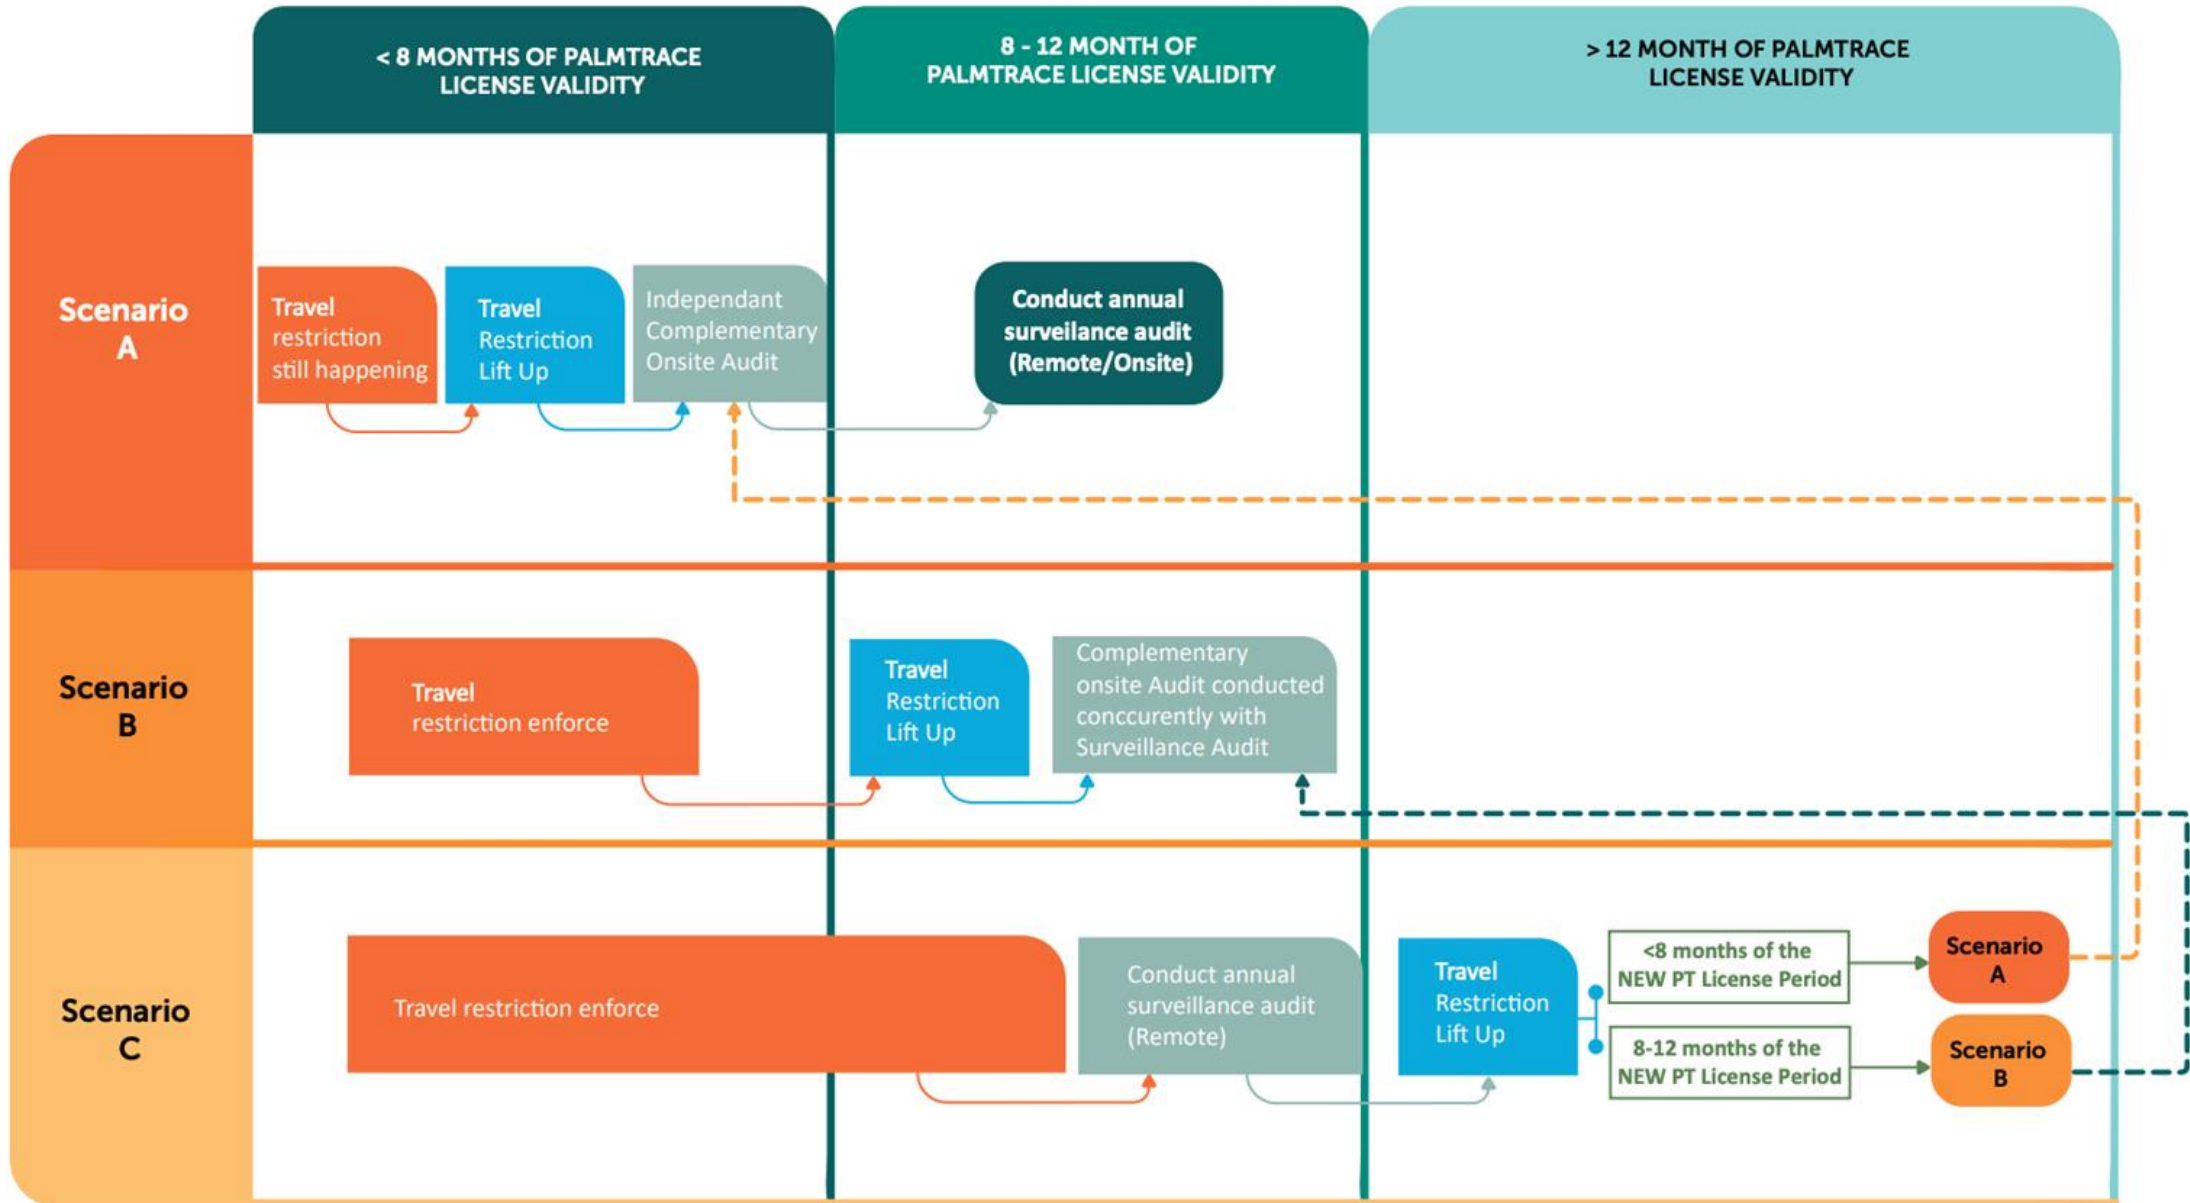 < 8 MONTHS OF PALMTRACE
LICENSE VALIDITY
8 - 12 MONTH OF
PALMTRACE LICENSE VALIDITY
> 12 MONTH OF PALMTRACE
LICENSE VALIDITY
Scenario
A
Travel
restriction
still happening
Travel
Restriction
Lift Up
Independant
Complementary
Onsite Audit
Conduct annual
surveilance audit
(Remote/Onsite)
Scenario
B
Travel
restriction enforce
Travel
Restriction
Lift Up
Complementary
onsite Audit conducted
conccurently with
Surveillance Audit
Scenario
C
Travel restriction enforce
Conduct annual
surveillance audit
(Remote)
Travel
Restriction
Lift Up
<8 months of the
NEW PT License Period
Scenario
A
8-12 months of the
NEW PT License Period
Scenario
B